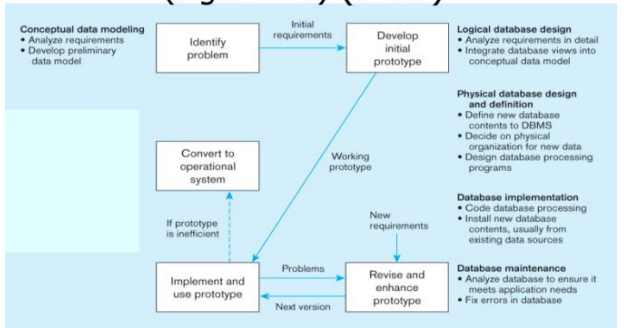 Conceptual data modeling
• Analyze requirements
• Develop preliminary
data model
Identify
problem
Initial
requirements
Develop
initial
prototype
Logical database design
• Analyze requirements in detail
• Integrate database views into
conceptual data model
Physical database design
and definition
• Define new database
contents to DBMS
• Decide on physical
organization for new data
• Design database processing
programs
Convert to
operational
system
Working
prototype
If prototype
is inefficient
New
requirements
Database implementation
• Code database processing
• Install new database
contents, usually from
existing data sources
Implement and
use prototype
Problems
Next version
Revise and
enhance
prototype
Database maintenance
• Analyze database to ensure it
meets application needs
• Fix errors in database